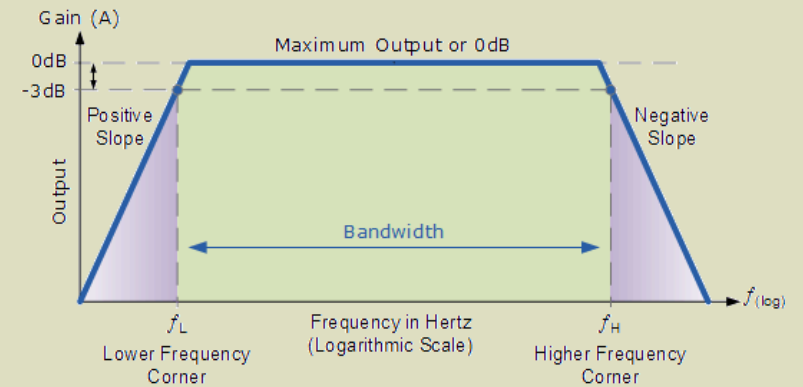 Gain (A)
Maximum Output or 0dB
0dB
-3dB
Positive
Slope
Negative
Slope
Output
Bandwidth
f(log)
fL
Frequency in Hertz
(Logarithmic Scale)
fH
Lower Frequency
Corner
Higher Frequency
Corner